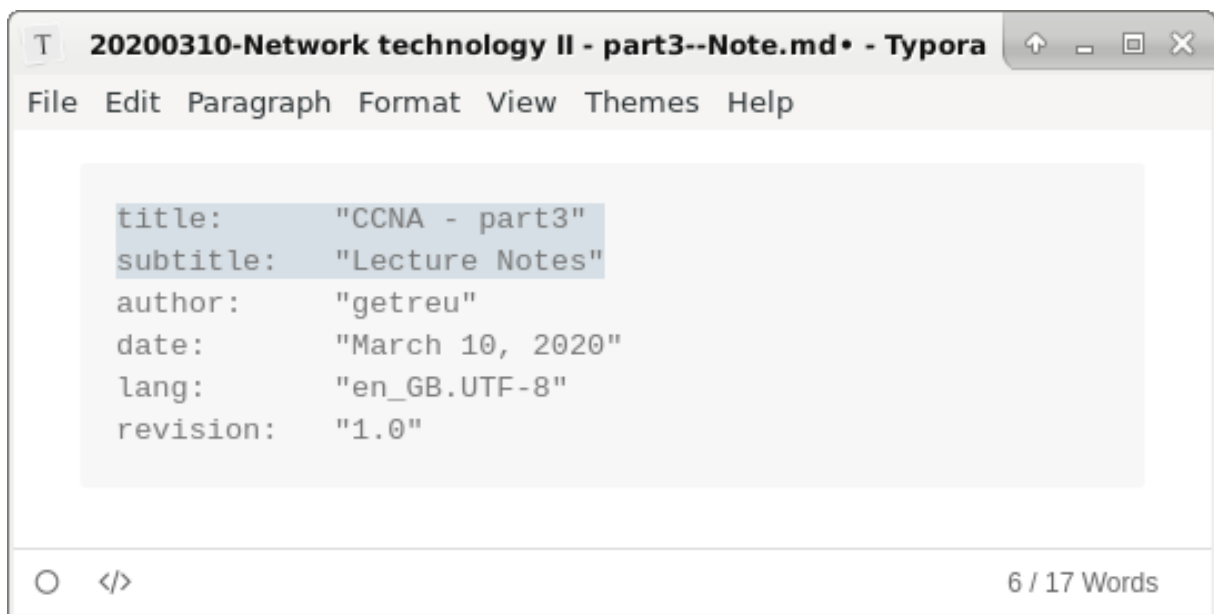 T 20200310-Network technology II - part3--Note.md• - Typora
File Edit Paragraph Format View Themes Help
title: "CCNA - part3"
subtitle: "Lecture Notes"
author: "getreu"
date: "March 10, 2020"
lang: "en_GB.UTF-8"
revision: "1.0"
</> 6 / 17 Words